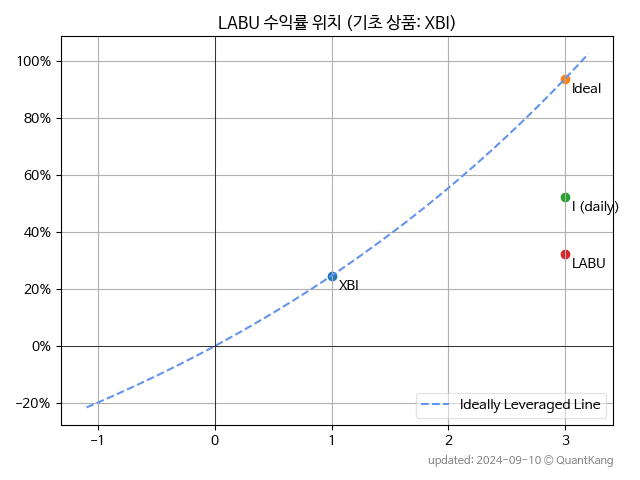 LABU 수익률 위치 (기초 상품: XBI)
100%
80%
60%
40%
20%
0%
−20%
Ideal
I (daily)
LABU
XBI
Ideally Leveraged Line
−1
0
1
2
3
updated: 2024-09-10 © QuantKang